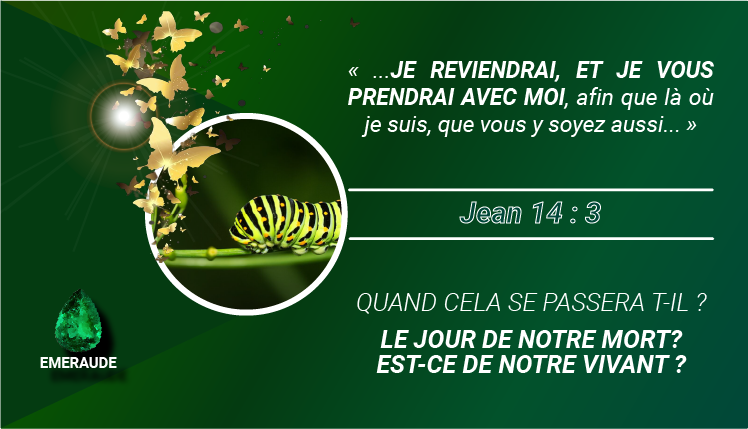 « ...JE REVIENDRAI, ET JE VOUS
PRENDRAI AVEC MOI, afin que là où
je suis, que vous y soyez aussi... »
Jean 14 : 3
QUAND CELA SE PASSERA T-IL ?
LE JOUR DE NOTRE MORT?
EST-CE DE NOTRE VIVANT ?
EMERAUDE